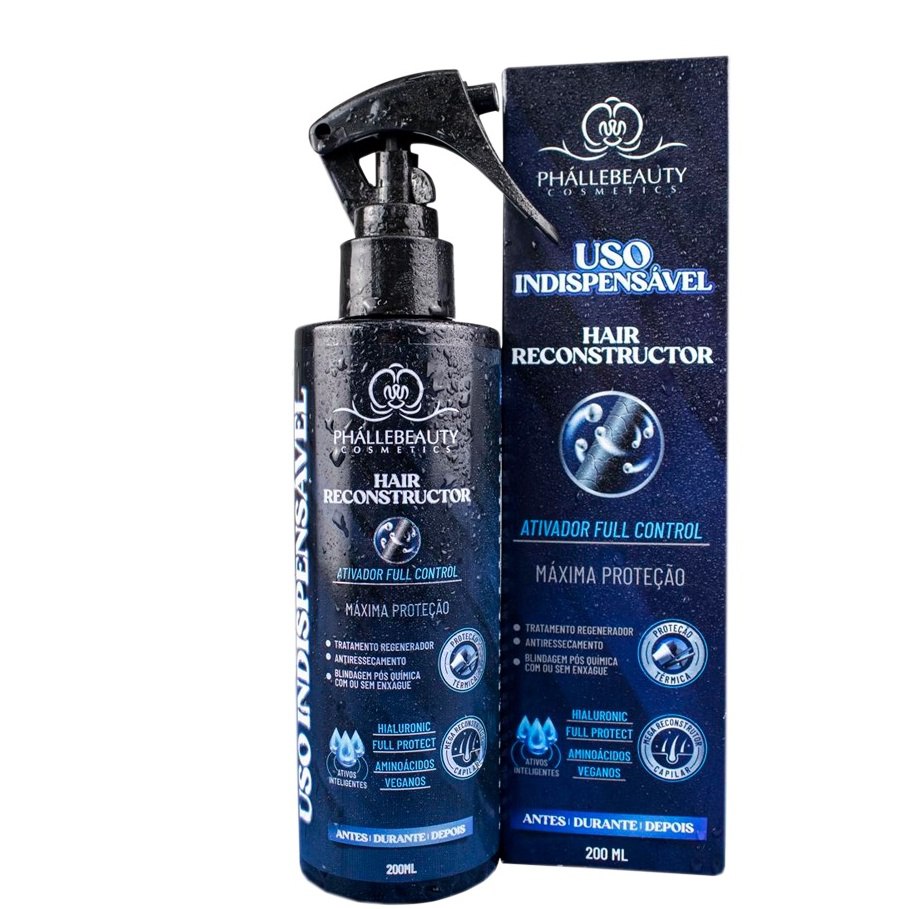 PHÁLLEBEAUTY
COSMETICS
HAIR
RECONSTRUCTOR
ATIVADOR FULL CONTROL
MÁXIMA PROTEÇÃO
TRATAMENTO REGENERADOR
ANTIRESSECAMENTO
BLINDAGEM PÓS QUÍMICA
COM OU SEM ENXAGUE
PROTEÇÃO
TÉRMICA
HIALURONIC
FULL PROTECT
AMINOÁCIDOS
VEGANOS
ATIVOS
INTELIGENTES
MEGA RECONSTRUTOR
CAPILAR
ANTES | DURANTE | DEPOIS
200ML
USO INDISPENSÁVEL
PHÁLLEBEAUTY
COSMETICS
USO
INDISPENSÁVEL
HAIR
RECONSTRUCTOR
ATIVADOR FULL CONTROL
MÁXIMA PROTEÇÃO
TRATAMENTO REGENERADOR
ANTIRESSECAMENTO
BLINDAGEM PÓS QUÍMICA
COM OU SEM ENXAGUE
PROTEÇÃO
TÉRMICA
HIALURONIC
FULL PROTECT
AMINOÁCIDOS
VEGANOS
ATIVOS
INTELIGENTES
MEGA RECONSTRUTOR
CAPILAR
ANTES | DURANTE | DEPOIS
200 ML